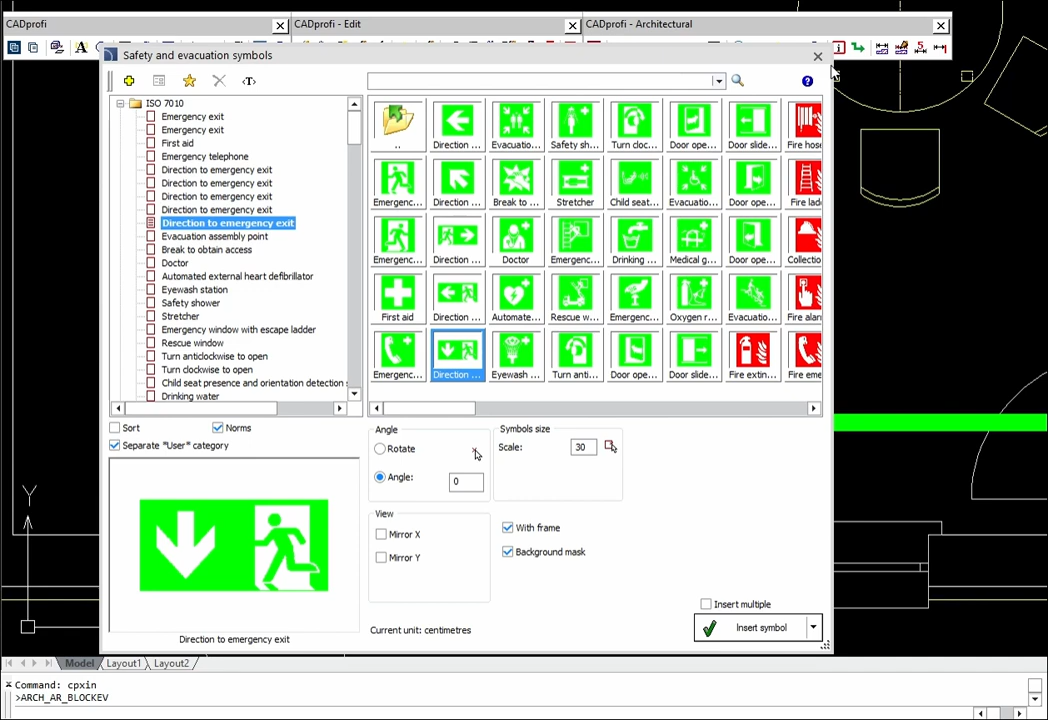 CADprofi
CADprofi - Edit
CADprofi - Architectural
A
5
Safety and evacuation symbols
<T>
ISO 7010
Emergency exit
Emergency exit
First aid
Emergency telephone
Direction to emergency exit
Direction to emergency exit
Direction to emergency exit
Direction to emergency exit
Direction to emergency exit
Evacuation assembly point
Break to obtain access
Doctor
Automated external heart defibrillator
Eyewash station
Safety shower
Stretcher
Emergency window with escape ladder
Rescue window
Turn anticlockwise to open
Turn clockwise to open
Child seat presence and orientation detection
Drinking water
..
Direction ...
Evacuatio...
Safety sh...
Turn cloc...
Door ope...
Door slide...
Fire hose
Emergenc...
Direction ...
Break to ...
Stretcher
Child seat...
Evacuatio...
Door ope...
Fire lad
Emergenc...
Direction ...
Doctor
Emergenc...
Drinking ...
Medical g...
Door ope...
Collectio
First aid
Direction ...
Automate...
Rescue w...
Emergenc...
Oxygen r...
Evacuatio...
Fire alar
Emergenc...
Direction ...
Eyewash ...
Turn anti...
Door ope...
Door slide...
Fire extin...
Fire eme
Sort
Norms
Separate *User* category
Direction to emergency exit
Angle
Rotate
Angle:
0
View
Mirror X
Mirror Y
Symbols size
Scale:
30
With frame
Background mask
Current unit: centimetres
Insert multiple
Insert symbol
Y
Model
Layout1
Layout2
Command: cpxin
>ARCH_AR_BLOCKEV